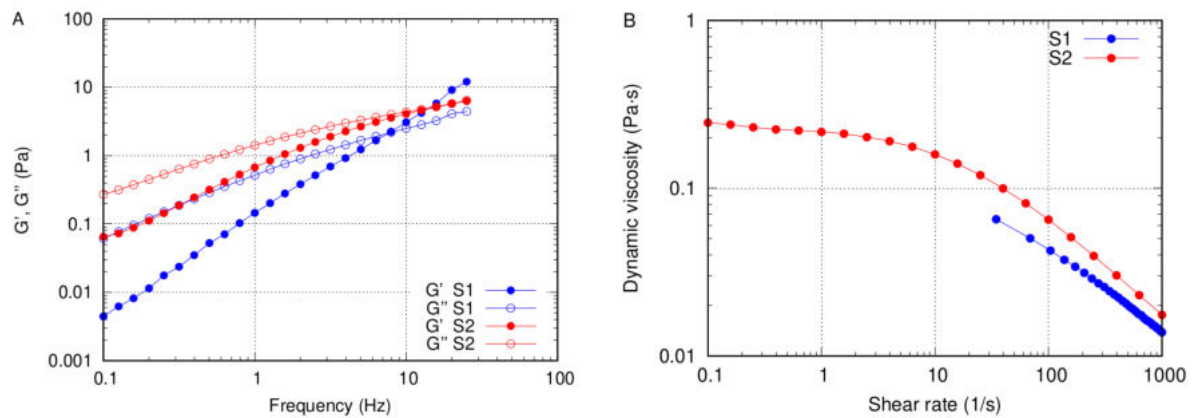 A
100
10
1
0.1
0.01
0.001
G', G'' (Pa)
0.1 1 10 100
Frequency (Hz)
G' S1
G'' S1
G' S2
G'' S2
B
1
0.1
0.01
Dynamic viscosity (Pa·s)
0.1 1 10 100 1000
Shear rate (1/s)
S1
S2